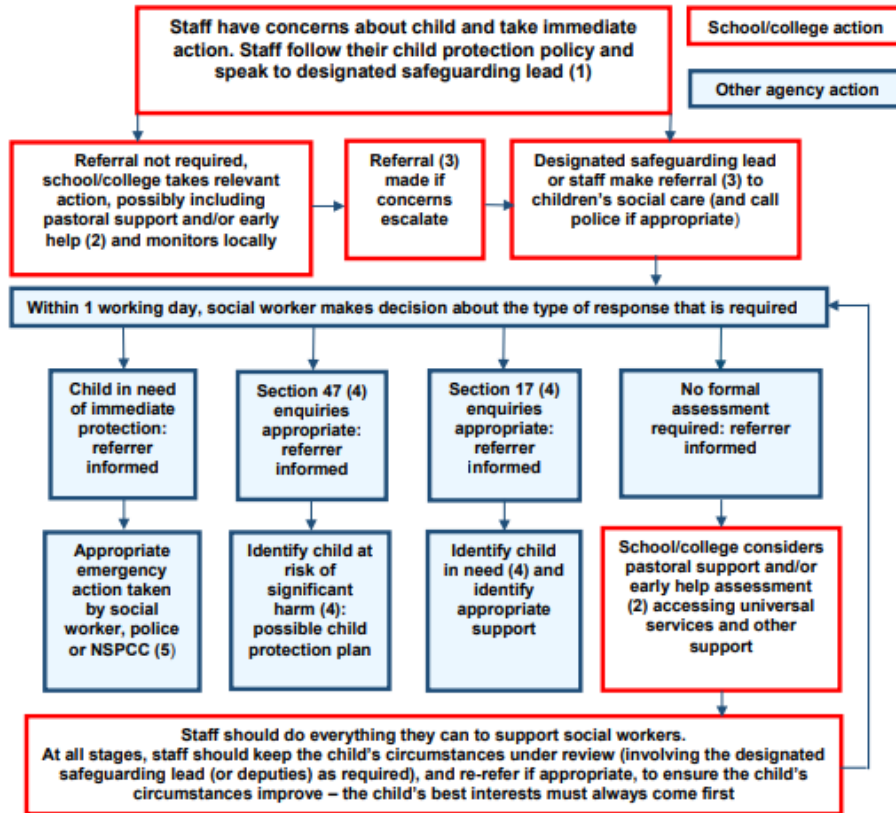 Staff have concerns about child and take immediate
action. Staff follow their child protection policy and
speak to designated safeguarding lead (1)
School/college action
Other agency action
Referral not required,
school/college takes relevant
action, possibly including
pastoral support and/or early
help (2) and monitors locally
Referral (3)
made if
concerns
escalate
Designated safeguarding lead
or staff make referral (3) to
children's social care (and call
police if appropriate)
Within 1 working day, social worker makes decision about the type of response that is required
Child in need
of immediate
protection:
referrer
informed
Section 47 (4)
enquiries
appropriate:
referrer
informed
Section 17 (4)
enquiries
appropriate:
referrer
informed
No formal
assessment
required: referrer
informed
Appropriate
emergency
action taken
by social
worker, police
or NSPCC (5)
Identify child at
risk of
significant
harm (4):
possible child
protection plan
Identify child
in need (4) and
identify
appropriate
support
School/college considers
pastoral support and/or
early help assessment
(2) accessing universal
services and other
support
Staff should do everything they can to support social workers.
At all stages, staff should keep the child's circumstances under review (involving the designated
safeguarding lead (or deputies) as required), and re-refer if appropriate, to ensure the child's
circumstances improve – the child's best interests must always come first